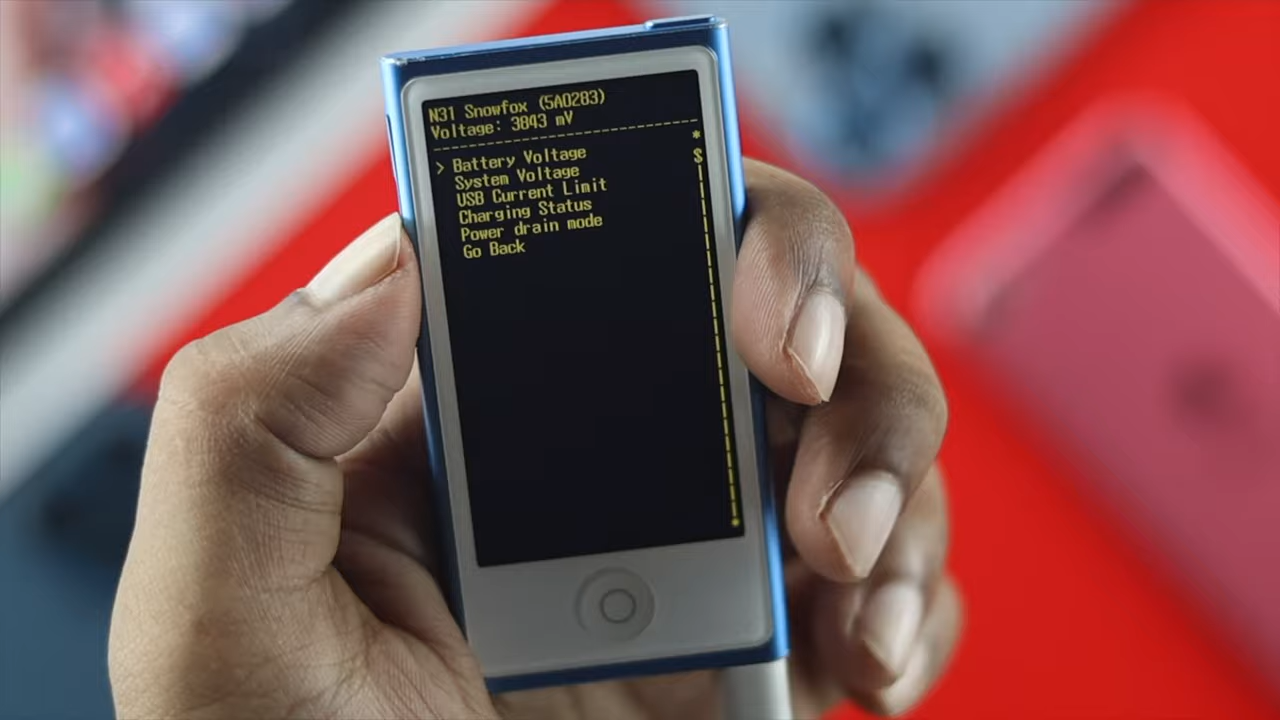 N31 Snowfox (5A0283)
Voltage: 3843 mV
--------------------------------
> Battery Voltage
System Voltage
USB Current Limit
Charging Status
Power drain mode
Go Back